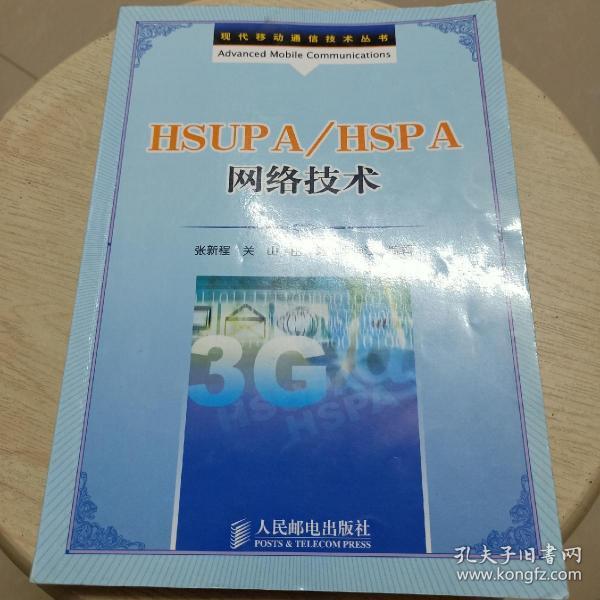 现代移动通信技术丛书
Advanced Mobile Communications
HSUPA/HSPA
网络技术
张新程 关山
3G
HSPA
人民邮电出版社
POSTS & TELECOM PRESS
孔夫子旧书网
www.kongfz.com